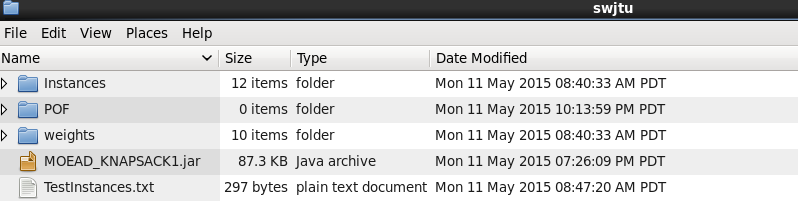 swjtu
File Edit View Places Help
Name Size Type Date Modified
Instances 12 items folder Mon 11 May 2015 08:40:33 AM PDT
POF 0 items folder Mon 11 May 2015 10:13:59 PM PDT
weights 10 items folder Mon 11 May 2015 08:40:33 AM PDT
MOEAD_KNAPSACK1.jar 87.3 KB Java archive Mon 11 May 2015 07:26:09 PM PDT
TestInstances.txt 297 bytes plain text document Mon 11 May 2015 08:47:20 AM PDT